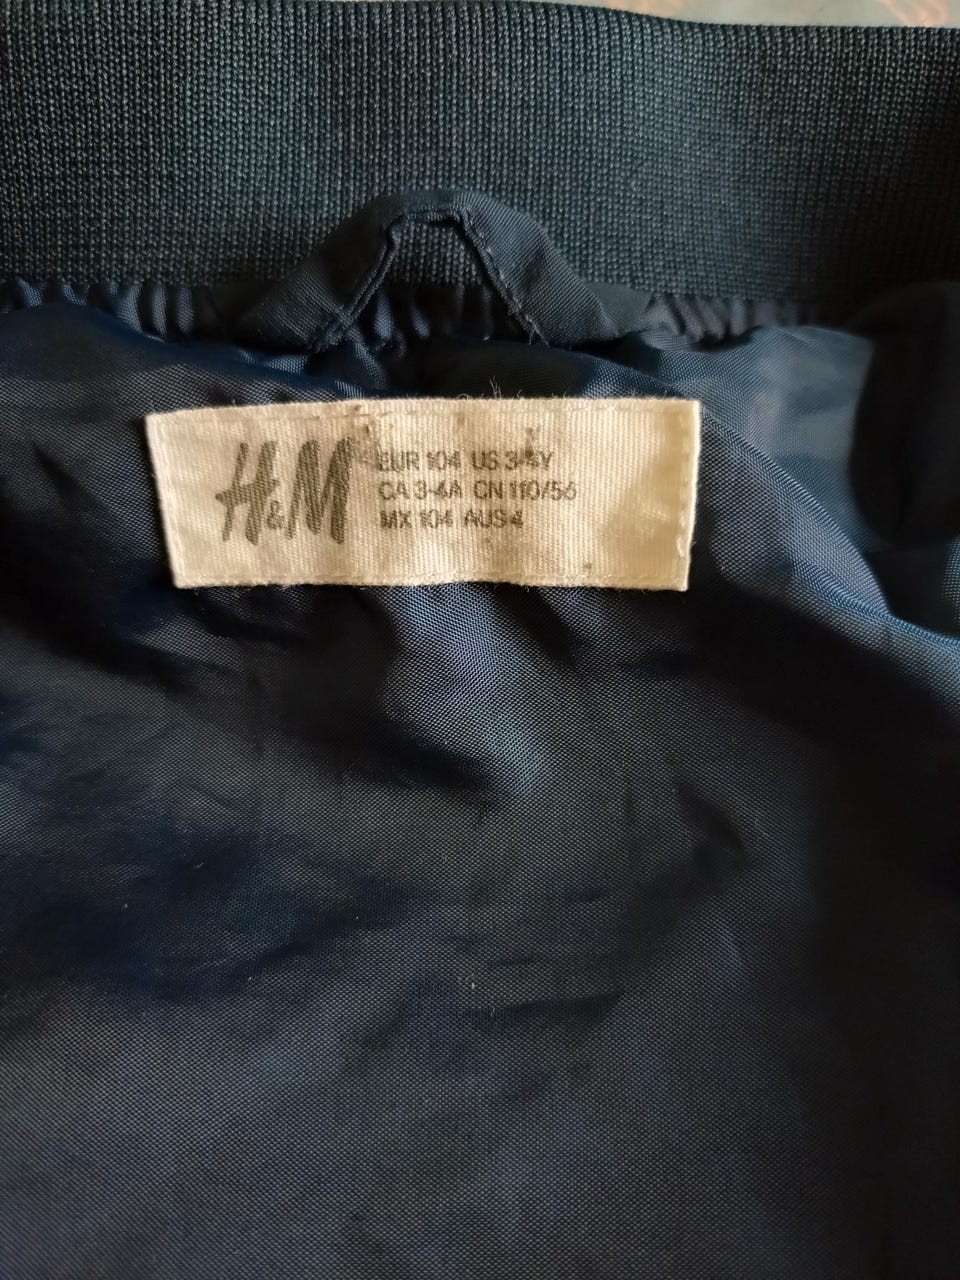 H&M
EUR 104 US 3-4Y
CA 3-4A CN 110/56
MX 104 AUS 4